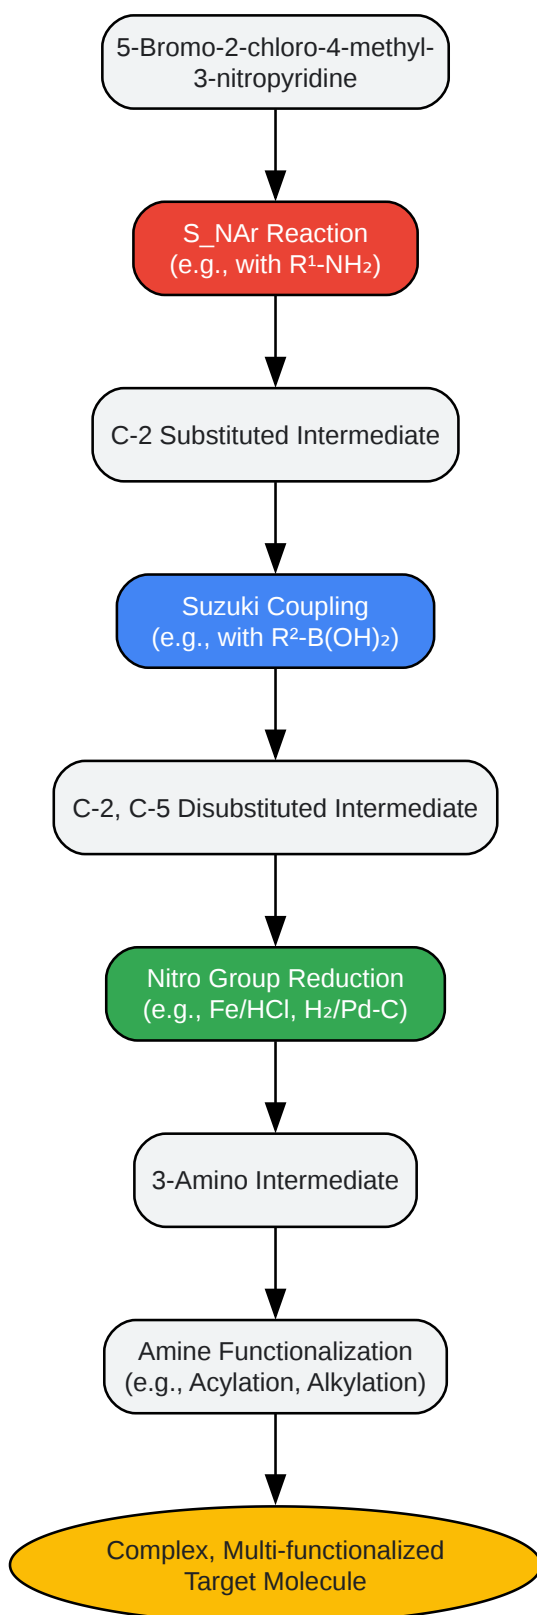 5-Bromo-2-chloro-4-methyl-
3-nitropyridine
S_NAr Reaction
(e.g., with R¹-NH₂)
C-2 Substituted Intermediate
Suzuki Coupling
(e.g., with R²-B(OH)₂)
C-2, C-5 Disubstituted Intermediate
Nitro Group Reduction
(e.g., Fe/HCl, H₂/Pd-C)
3-Amino Intermediate
Amine Functionalization
(e.g., Acylation, Alkylation)
Complex, Multi-functionalized
Target Molecule